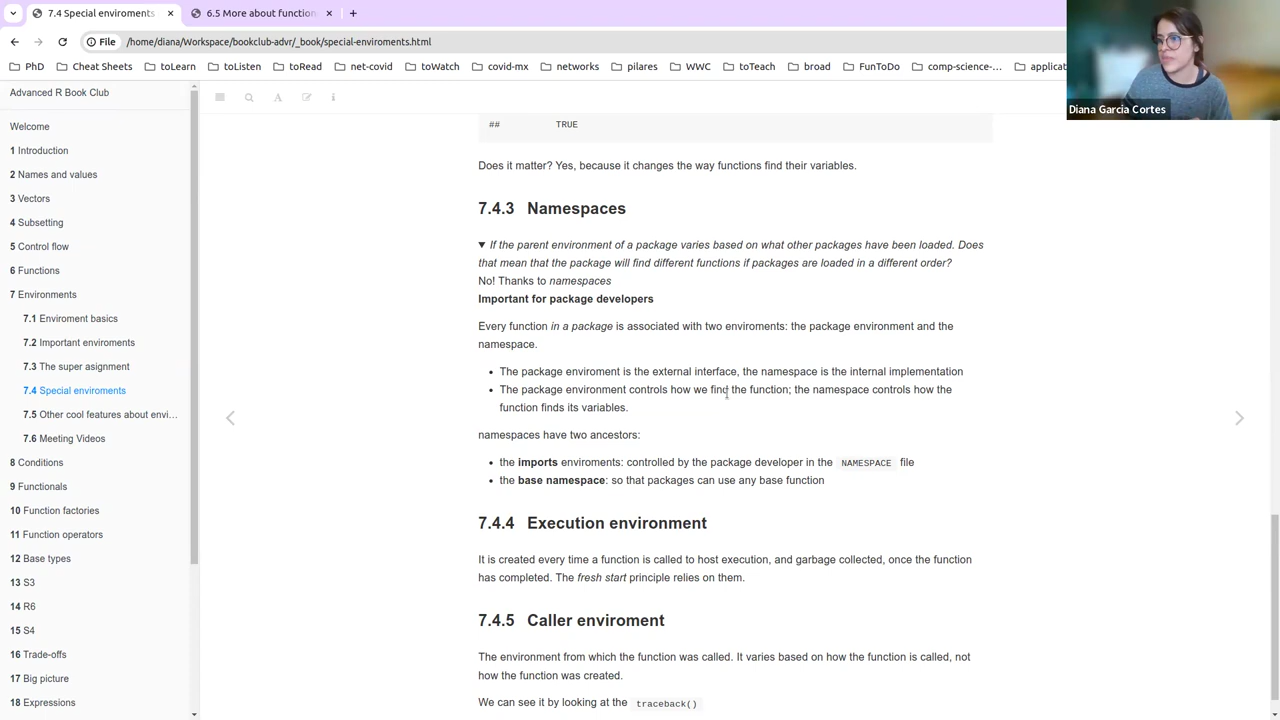 7.4 Special enviroments
6.5 More about function
File
/home/diana/Workspace/bookclub-advr/_book/special-enviroments.html
PhD
Cheat Sheets
toLearn
toListen
toRead
net-covid
toWatch
covid-mx
networks
pilares
WWC
toTeach
broad
FunToDo
comp-science-...
applicat
Diana Garcia Cortes
Advanced R Book Club
Welcome
1 Introduction
2 Names and values
3 Vectors
4 Subsetting
5 Control flow
6 Functions
7 Environments
7.1 Enviroment basics
7.2 Important enviroments
7.3 The super asignment
7.4 Special enviroments
7.5 Other cool features about envi...
7.6 Meeting Videos
8 Conditions
9 Functionals
10 Function factories
11 Function operators
12 Base types
13 S3
14 R6
15 S4
16 Trade-offs
17 Big picture
18 Expressions
## TRUE
Does it matter? Yes, because it changes the way functions find their variables.
7.4.3 Namespaces
If the parent environment of a package varies based on what other packages have been loaded. Does
that mean that the package will find different functions if packages are loaded in a different order?
No! Thanks to namespaces
Important for package developers
Every function in a package is associated with two enviroments: the package environment and the
namespace.
The package enviroment is the external interface, the namespace is the internal implementation
The package environment controls how we find the function; the namespace controls how the
function finds its variables.
namespaces have two ancestors:
the imports enviroments: controlled by the package developer in the NAMESPACE file
the base namespace: so that packages can use any base function
7.4.4 Execution environment
It is created every time a function is called to host execution, and garbage collected, once the function
has completed. The fresh start principle relies on them.
7.4.5 Caller enviroment
The environment from which the function was called. It varies based on how the function is called, not
how the function was created.
We can see it by looking at the traceback()